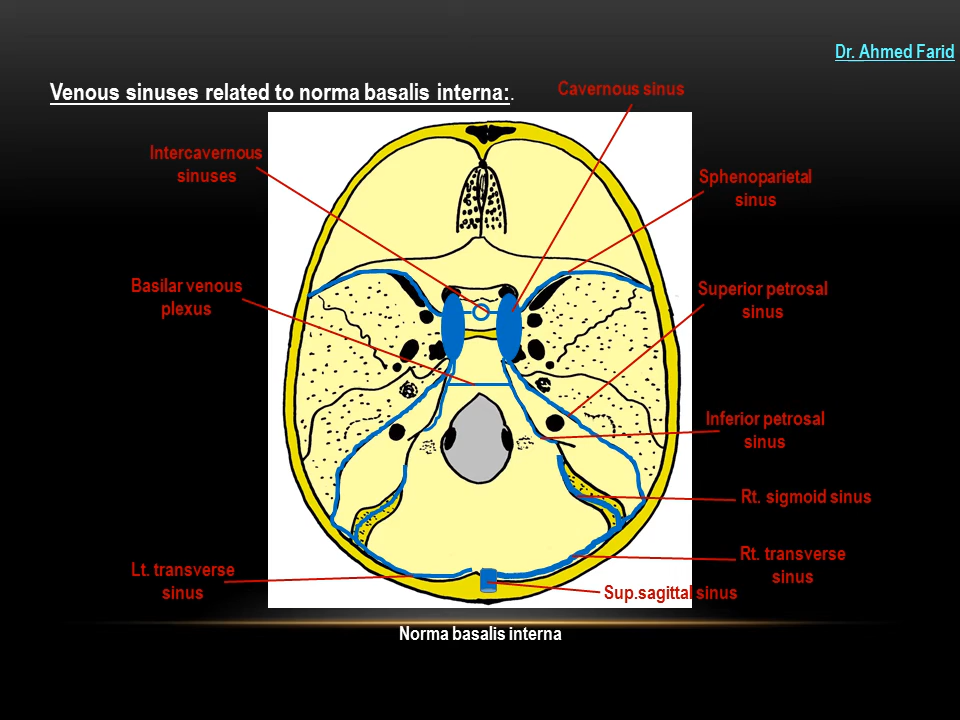 Dr. Ahmed Farid
Venous sinuses related to norma basalis interna:.
Cavernous sinus
Intercavernous
sinuses
Sphenoparietal
sinus
Basilar venous
plexus
Superior petrosal
sinus
Inferior petrosal
sinus
Rt. sigmoid sinus
Rt. transverse
sinus
Lt. transverse
sinus
Sup.sagittal sinus
Norma basalis interna